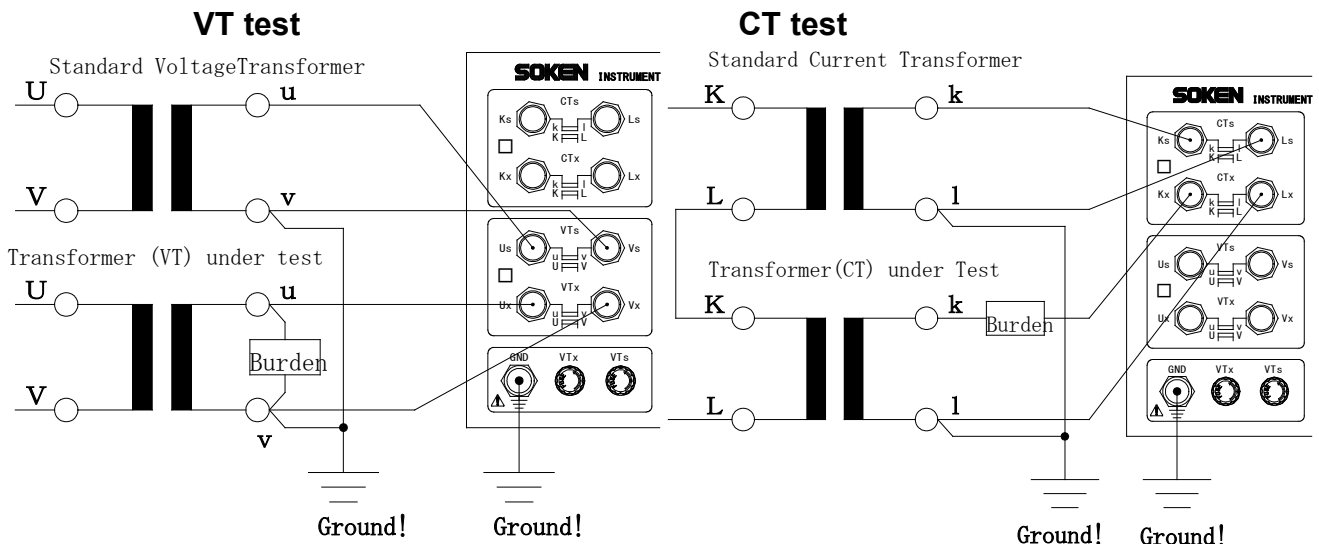 VT test
Standard VoltageTransformer
U u
V v
Transformer (VT) under test
U u
Burden
V v
SOKEN INSTRUMENT
CTs
Ks k l Ls
K L
CTx
Kx k l Lx
K L
VTs
Us u v Vs
U V
VTx
Ux u v Vx
U V
GND VTx VTs
Ground! Ground!
CT test
Standard Current Transformer
K k
L l
Transformer(CT) under Test
K k
Burden
L l
SOKEN INSTRUMENT
CTs
Ks k l Ls
K L
CTx
Kx k l Lx
K L
VTs
Us u v Vs
U V
VTx
Ux u v Vx
U V
GND VTx VTs
Ground! Ground!